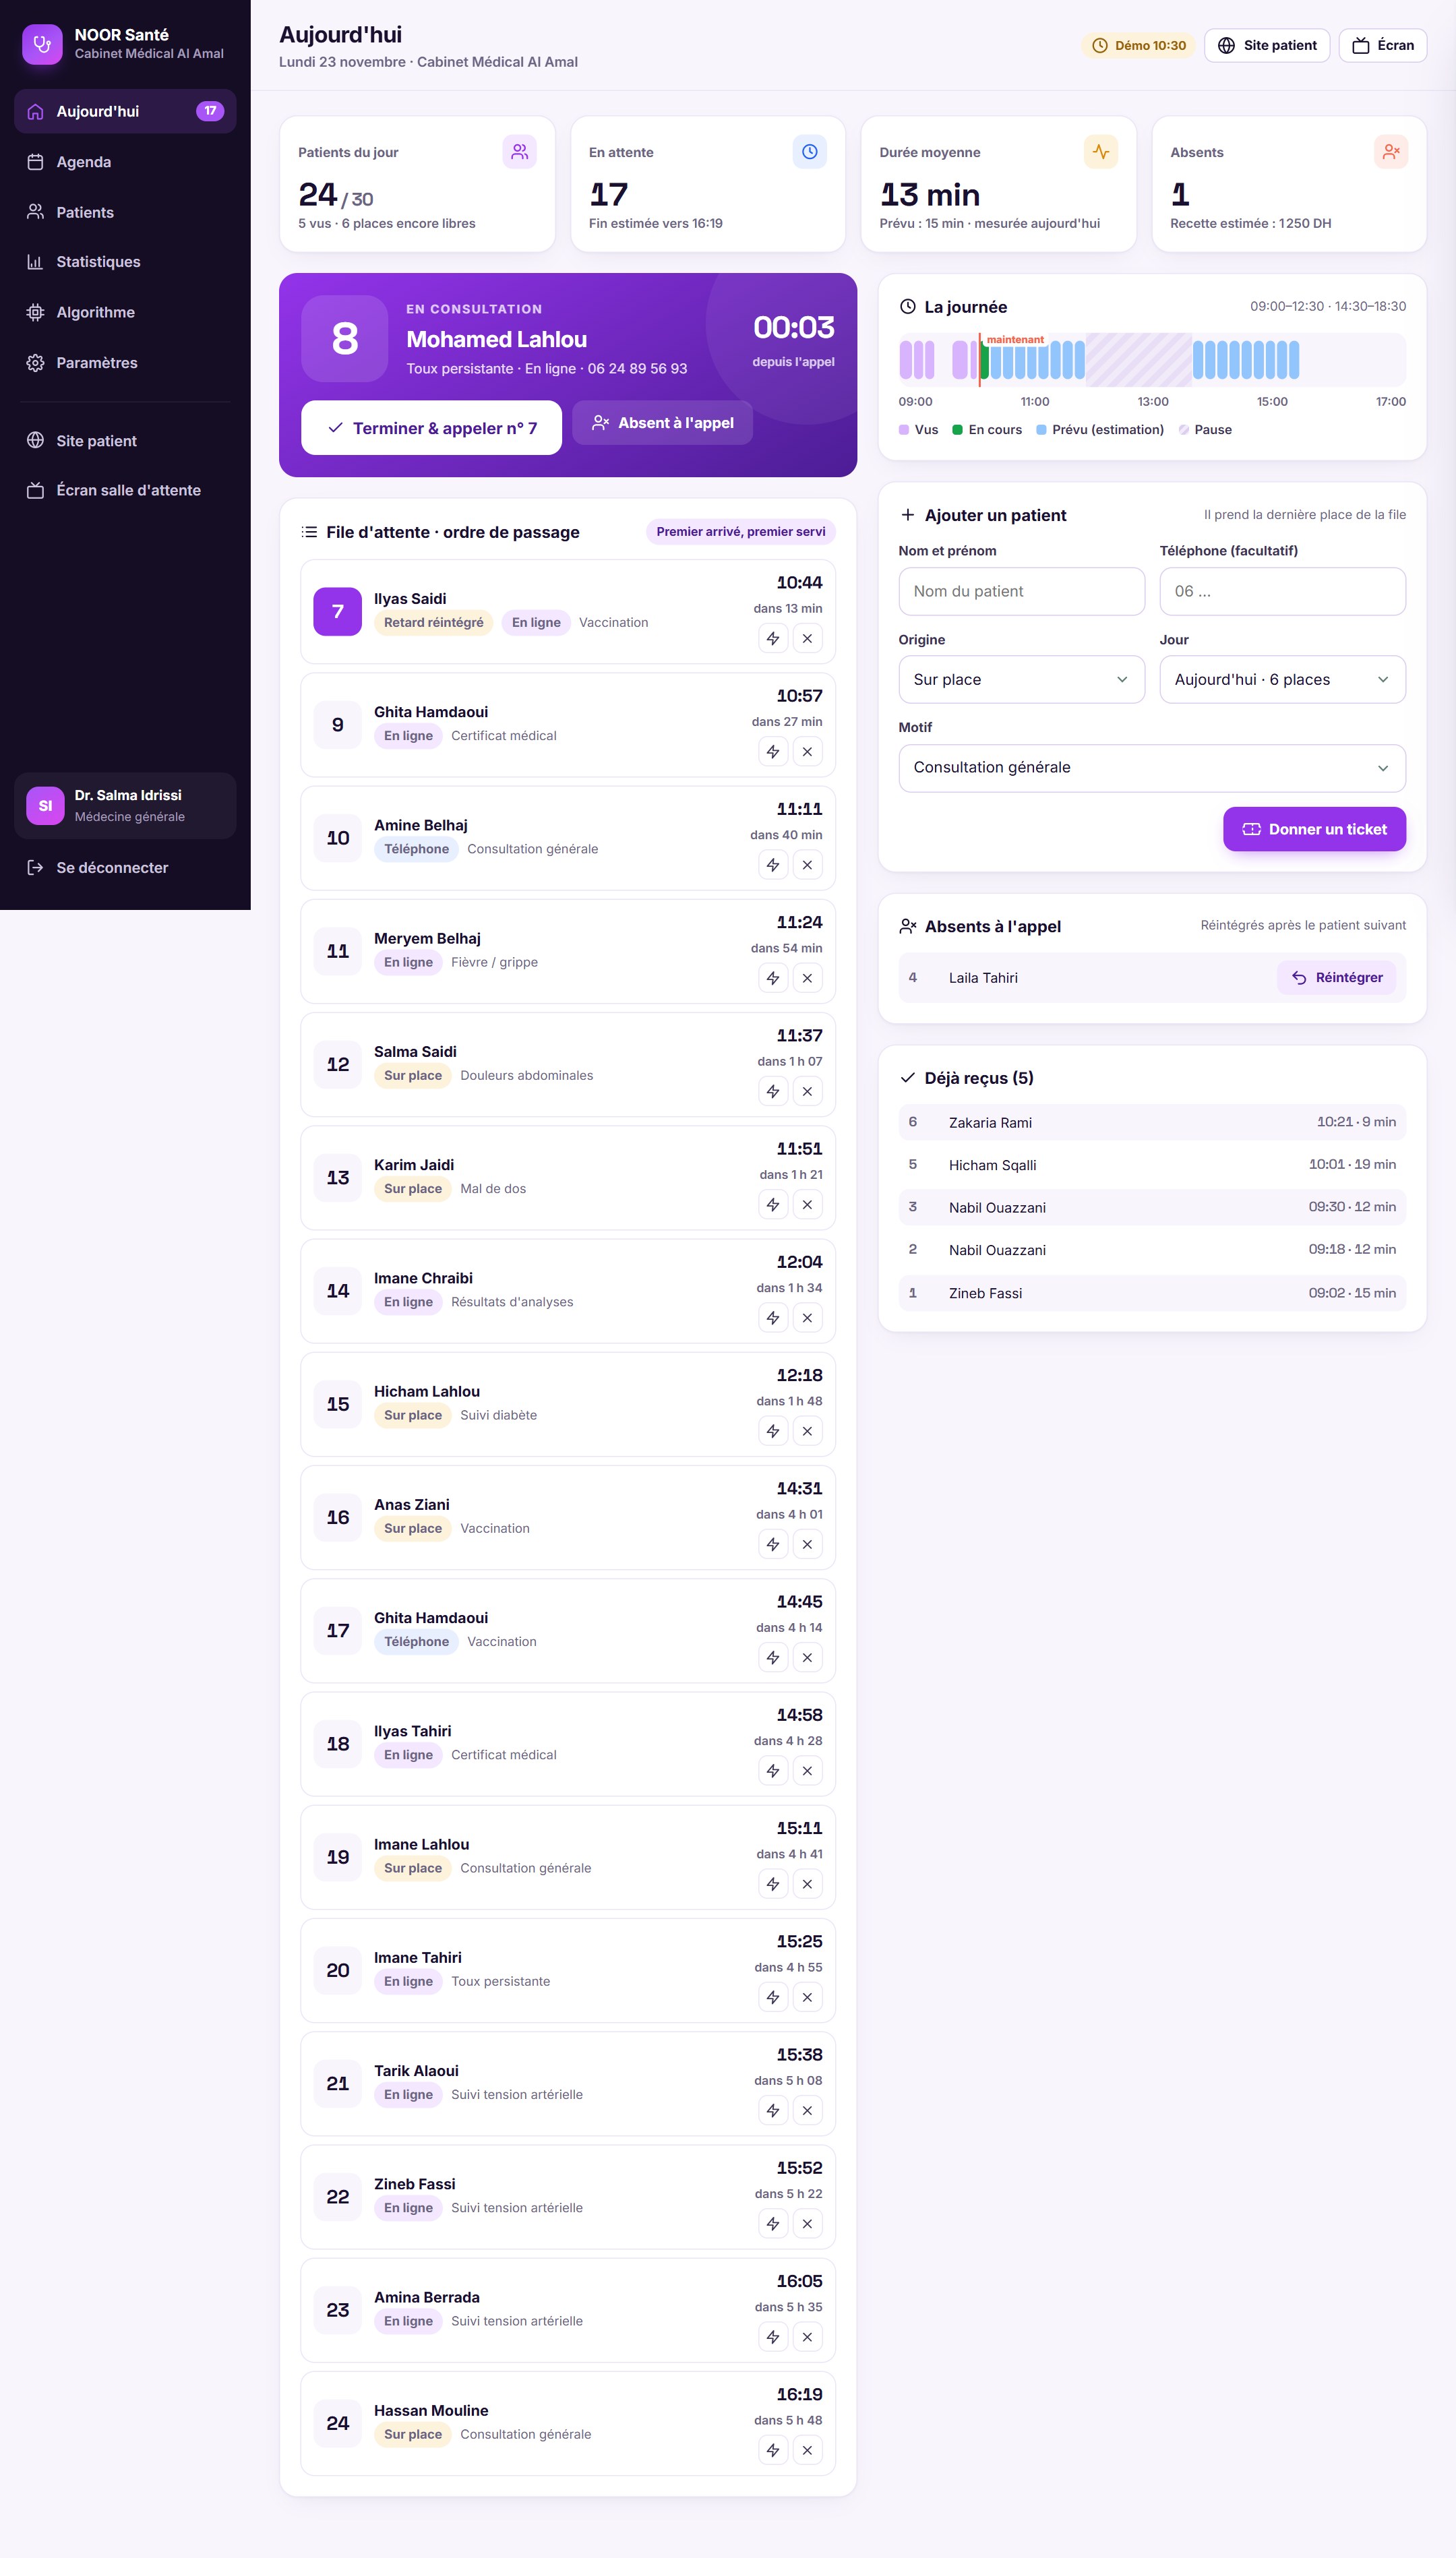 NOOR Santé
Cabinet Médical Al Amal
Aujourd'hui 17
Agenda
Patients
Statistiques
Algorithme
Paramètres
Site patient
Écran salle d'attente
SI
Dr. Salma Idrissi
Médecine générale
Se déconnecter
Aujourd'hui
Lundi 23 novembre · Cabinet Médical Al Amal
Démo 10:30
Site patient
Écran
Patients du jour
24 / 30
5 vus · 6 places encore libres
En attente
17
Fin estimée vers 16:19
Durée moyenne
13 min
Prévu : 15 min · mesurée aujourd'hui
Absents
1
Recette estimée : 1 250 DH
8
EN CONSULTATION
Mohamed Lahlou
Toux persistante · En ligne · 06 24 89 56 93
00:03
depuis l'appel
Terminer & appeler n° 7
Absent à l'appel
File d'attente · ordre de passage
Premier arrivé, premier servi
7
Ilyas Saidi
Retard réintégré En ligne Vaccination
10:44
dans 13 min
9
Ghita Hamdaoui
En ligne Certificat médical
10:57
dans 27 min
10
Amine Belhaj
Téléphone Consultation générale
11:11
dans 40 min
11
Meryem Belhaj
En ligne Fièvre / grippe
11:24
dans 54 min
12
Salma Saidi
Sur place Douleurs abdominales
11:37
dans 1 h 07
13
Karim Jaidi
Sur place Mal de dos
11:51
dans 1 h 21
14
Imane Chraibi
En ligne Résultats d'analyses
12:04
dans 1 h 34
15
Hicham Lahlou
Sur place Suivi diabète
12:18
dans 1 h 48
16
Anas Ziani
Sur place Vaccination
14:31
dans 4 h 01
17
Ghita Hamdaoui
Téléphone Vaccination
14:45
dans 4 h 14
18
Ilyas Tahiri
En ligne Certificat médical
14:58
dans 4 h 28
19
Imane Lahlou
Sur place Consultation générale
15:11
dans 4 h 41
20
Imane Tahiri
En ligne Toux persistante
15:25
dans 4 h 55
21
Tarik Alaoui
En ligne Suivi tension artérielle
15:38
dans 5 h 08
22
Zineb Fassi
En ligne Suivi tension artérielle
15:52
dans 5 h 22
23
Amina Berrada
En ligne Suivi tension artérielle
16:05
dans 5 h 35
24
Hassan Mouline
Sur place Consultation générale
16:19
dans 5 h 48
La journée
09:00–12:30 · 14:30–18:30
maintenant
09:00 11:00 13:00 15:00 17:00
Vus En cours Prévu (estimation) Pause
Ajouter un patient
Il prend la dernière place de la file
Nom et prénom
Nom du patient
Téléphone (facultatif)
06 ...
Origine
Sur place
Jour
Aujourd'hui · 6 places
Motif
Consultation générale
Donner un ticket
Absents à l'appel
Réintégrés après le patient suivant
4 Laila Tahiri Réintégrer
Déjà reçus (5)
6 Zakaria Rami 10:21 · 9 min
5 Hicham Sqalli 10:01 · 19 min
3 Nabil Ouazzani 09:30 · 12 min
2 Nabil Ouazzani 09:18 · 12 min
1 Zineb Fassi 09:02 · 15 min